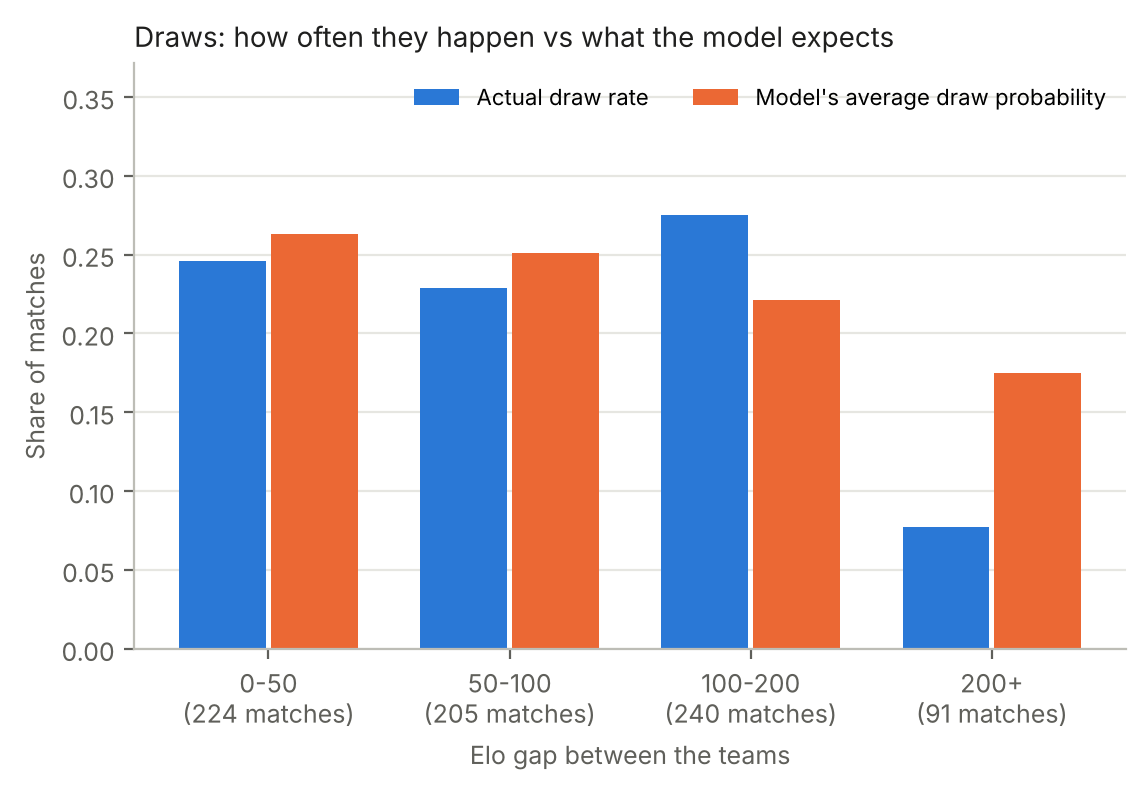 Draws: how often they happen vs what the model expects
Actual draw rate
Model's average draw probability
Share of matches
0.35
0.30
0.25
0.20
0.15
0.10
0.05
0.00
0-50
(224 matches)
50-100
(205 matches)
100-200
(240 matches)
200+
(91 matches)
Elo gap between the teams